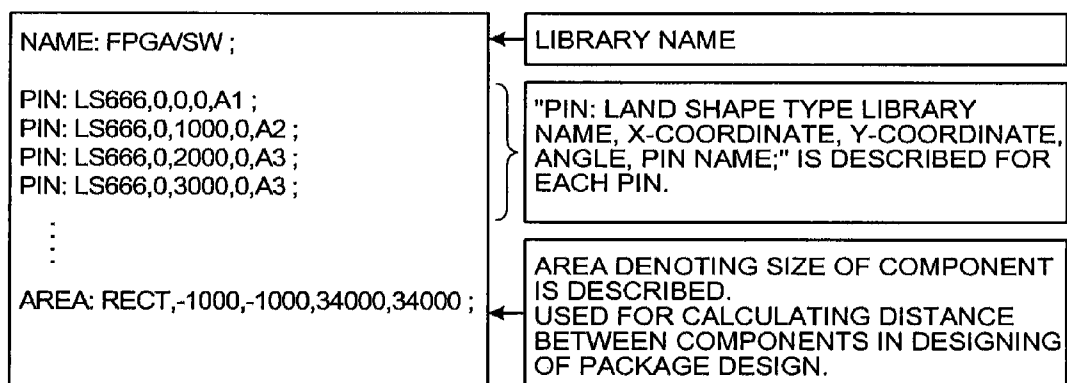 NAME: FPGA/SW ;
LIBRARY NAME
PIN: LS666,0,0,0,A1 ;
PIN: LS666,0,1000,0,A2 ;
PIN: LS666,0,2000,0,A3 ;
PIN: LS666,0,3000,0,A3 ;
"PIN: LAND SHAPE TYPE LIBRARY
NAME, X-COORDINATE, Y-COORDINATE,
ANGLE, PIN NAME;" IS DESCRIBED FOR
EACH PIN.
AREA: RECT,-1000,-1000,34000,34000 ;
AREA DENOTING SIZE OF COMPONENT
IS DESCRIBED.
USED FOR CALCULATING DISTANCE
BETWEEN COMPONENTS IN DESIGNING
OF PACKAGE DESIGN.